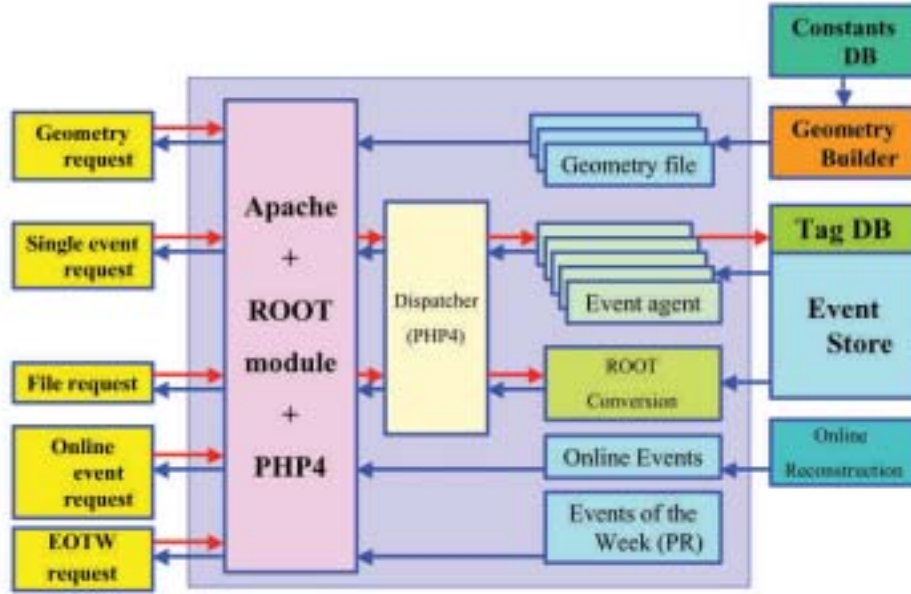 Constants
DB
Geometry
request
Geometry file
Geometry
Builder
Single event
request
Apache
+
ROOT
module
+
PHP4
Dispatcher
(PHP4)
Event agent
Tag DB
Event
Store
File request
ROOT
Conversion
Online
event
request
Online Events
Online
Reconstruction
EOTW
request
Events of the
Week (PR)